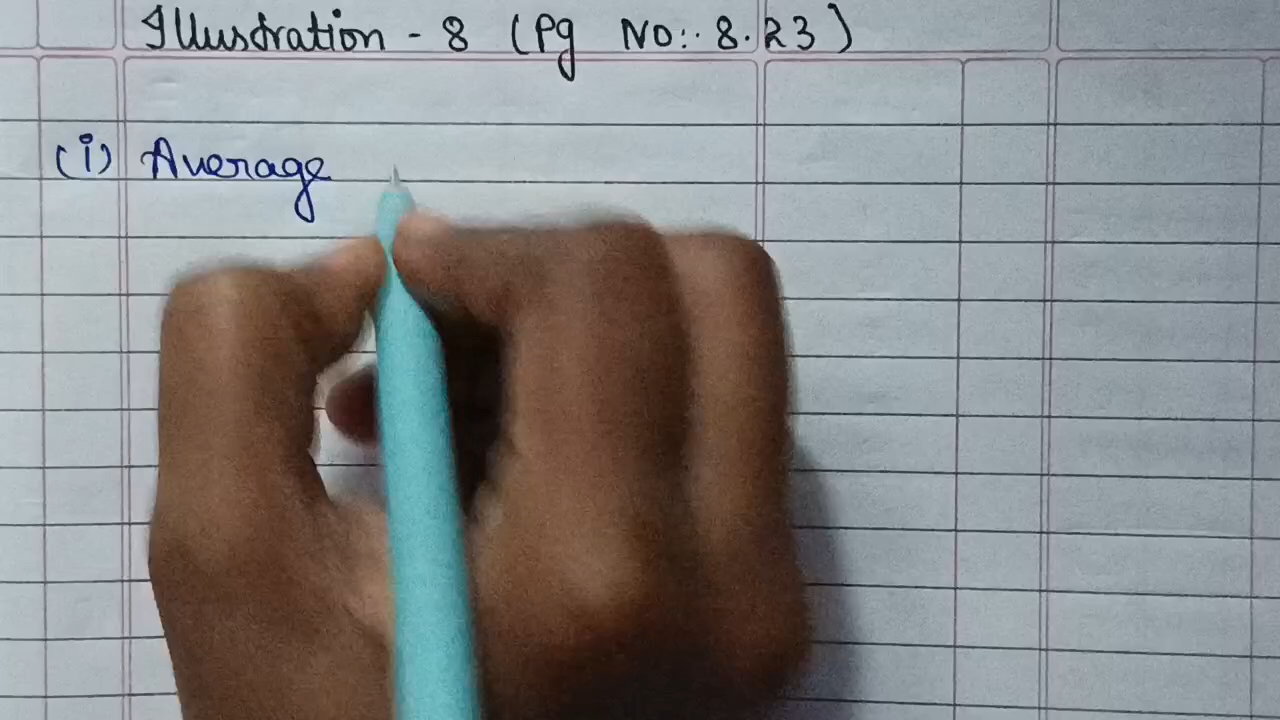 Illustration - 8 (Pg No:. 8.23)
(i) Average